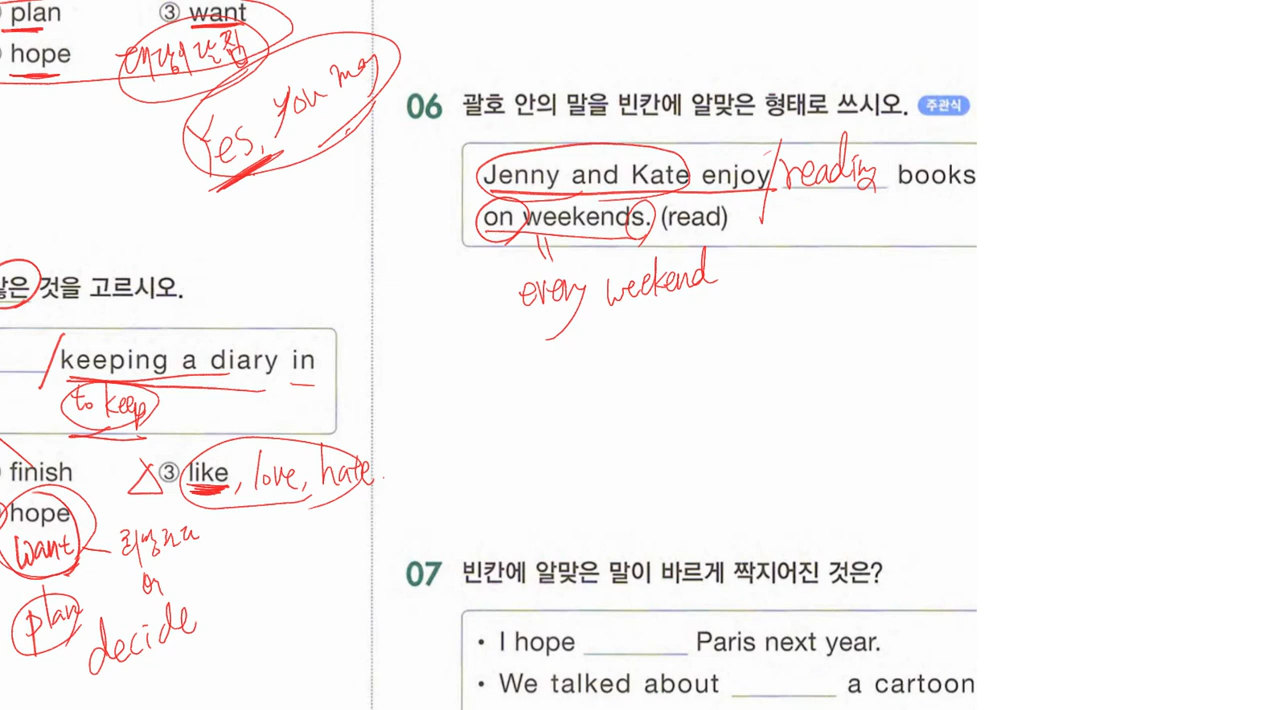 plan ③ want
hope
Yes, You may
않은 것을 고르시오.
keeping a diary in
to keep
finish ③ like, love, hate
hope
want
or
plan
decide
06 괄호 안의 말을 빈칸에 알맞은 형태로 쓰시오. 주관식
Jenny and Kate enjoy reading books
on weekends. (read)
every weekend
07 빈칸에 알맞은 말이 바르게 짝지어진 것은?
• I hope ________ Paris next year.
• We talked about ________ a cartoon